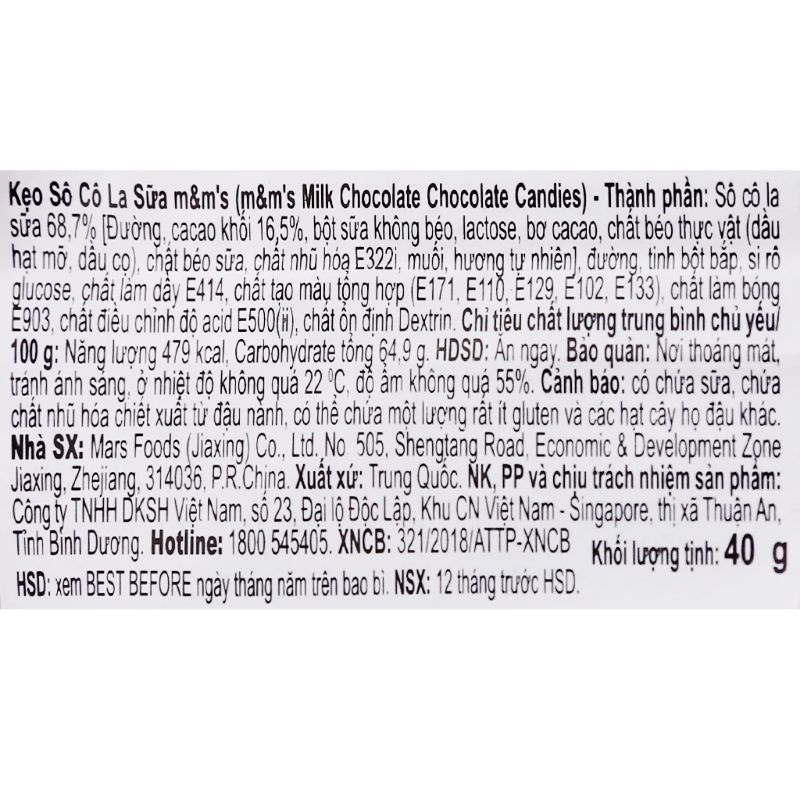 Kẹo Sô Cô La Sữa m&m's (m&m's Milk Chocolate Chocolate Candies) - Thành phần: Sô cô la
sữa 68,7% [Đường, cacao khối 16,5%, bột sữa không béo, lactose, bơ cacao, chất béo thực vật (dầu
hạt mỡ, dầu cọ), chất béo sữa, chất nhũ hóa E322i, muối, hương tự nhiên], đường, tinh bột bắp, si rô
glucose, chất làm dầy E414, chất tạo màu tổng hợp (E171, E110, E129, E102, E133), chất làm bóng
E903, chất điều chỉnh độ acid E500(ii), chất ổn định Dextrin. Chỉ tiêu chất lượng trung bình chủ yếu/
100 g: Năng lượng 479 kcal, Carbohydrate tổng 64,9 g. HDSD: Ăn ngay. Bảo quản: Nơi thoáng mát,
tránh ánh sáng, ở nhiệt độ không quá 22 ⁰C, độ ẩm không quá 55%. Cảnh báo: có chứa sữa, chứa
chất nhũ hóa chiết xuất từ đậu nành, có thể chứa một lượng rất ít gluten và các hạt cây họ đậu khác.
Nhà SX: Mars Foods (Jiaxing) Co., Ltd. No 505, Shengtang Road, Economic & Development Zone
Jiaxing, Zhejiang, 314036, P.R.China. Xuất xứ: Trung Quốc. NK, PP và chịu trách nhiệm sản phẩm:
Công ty TNHH DKSH Việt Nam, số 23, Đại lộ Độc Lập, Khu CN Việt Nam - Singapore, thị xã Thuận An,
Tỉnh Bình Dương. Hotline: 1800 545405. XNCB: 321/2018/ATTP-XNCB
Khối lượng tịnh: 40 g
HSD: xem BEST BEFORE ngày tháng năm trên bao bì. NSX: 12 tháng trước HSD.